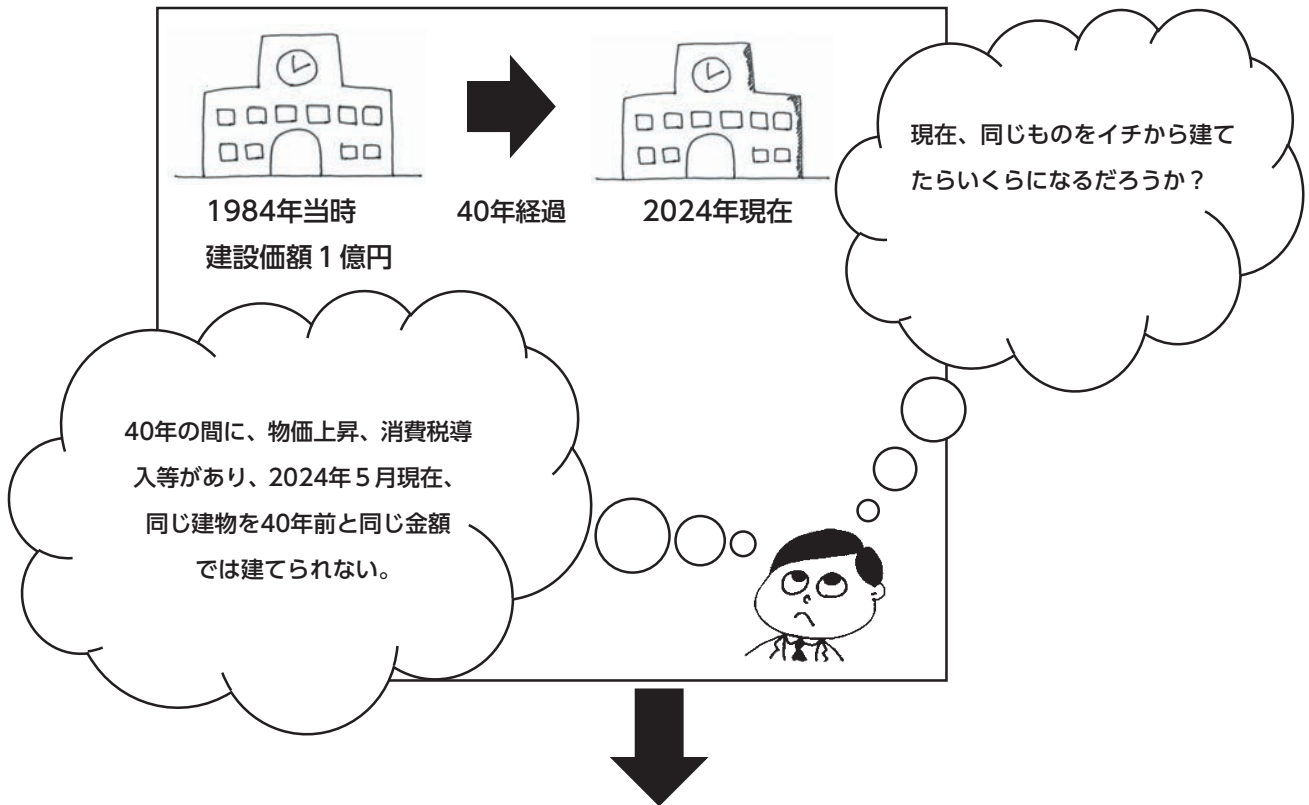 現在、同じものをイチから建て
たらいくらになるだろうか？
1984年当時
建設価額１億円
40年経過
2024年現在
40年の間に、物価上昇、消費税導
入等があり、2024年５月現在、
同じ建物を40年前と同じ金額
では建てられない。